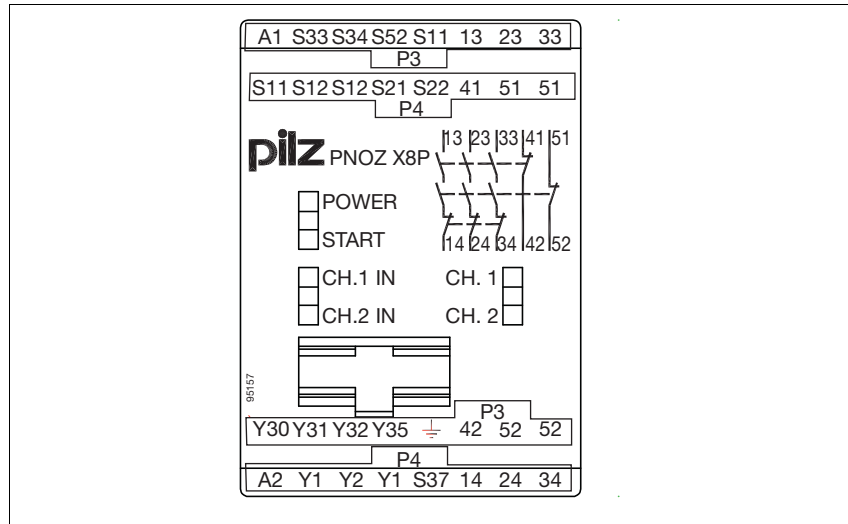 A1 S33 S34 S52 S11 13 23 33
P3
S11 S12 S12 S21 S22 41 51 51
P4
13 23 33 41 51
pilz PNOZ X8P
POWER
START
14 24 34 42 52
CH.1 IN CH. 1
CH.2 IN CH. 2
95157
P3
Y30 Y31 Y32 Y35 42 52 52
P4
A2 Y1 Y2 Y1 S37 14 24 34